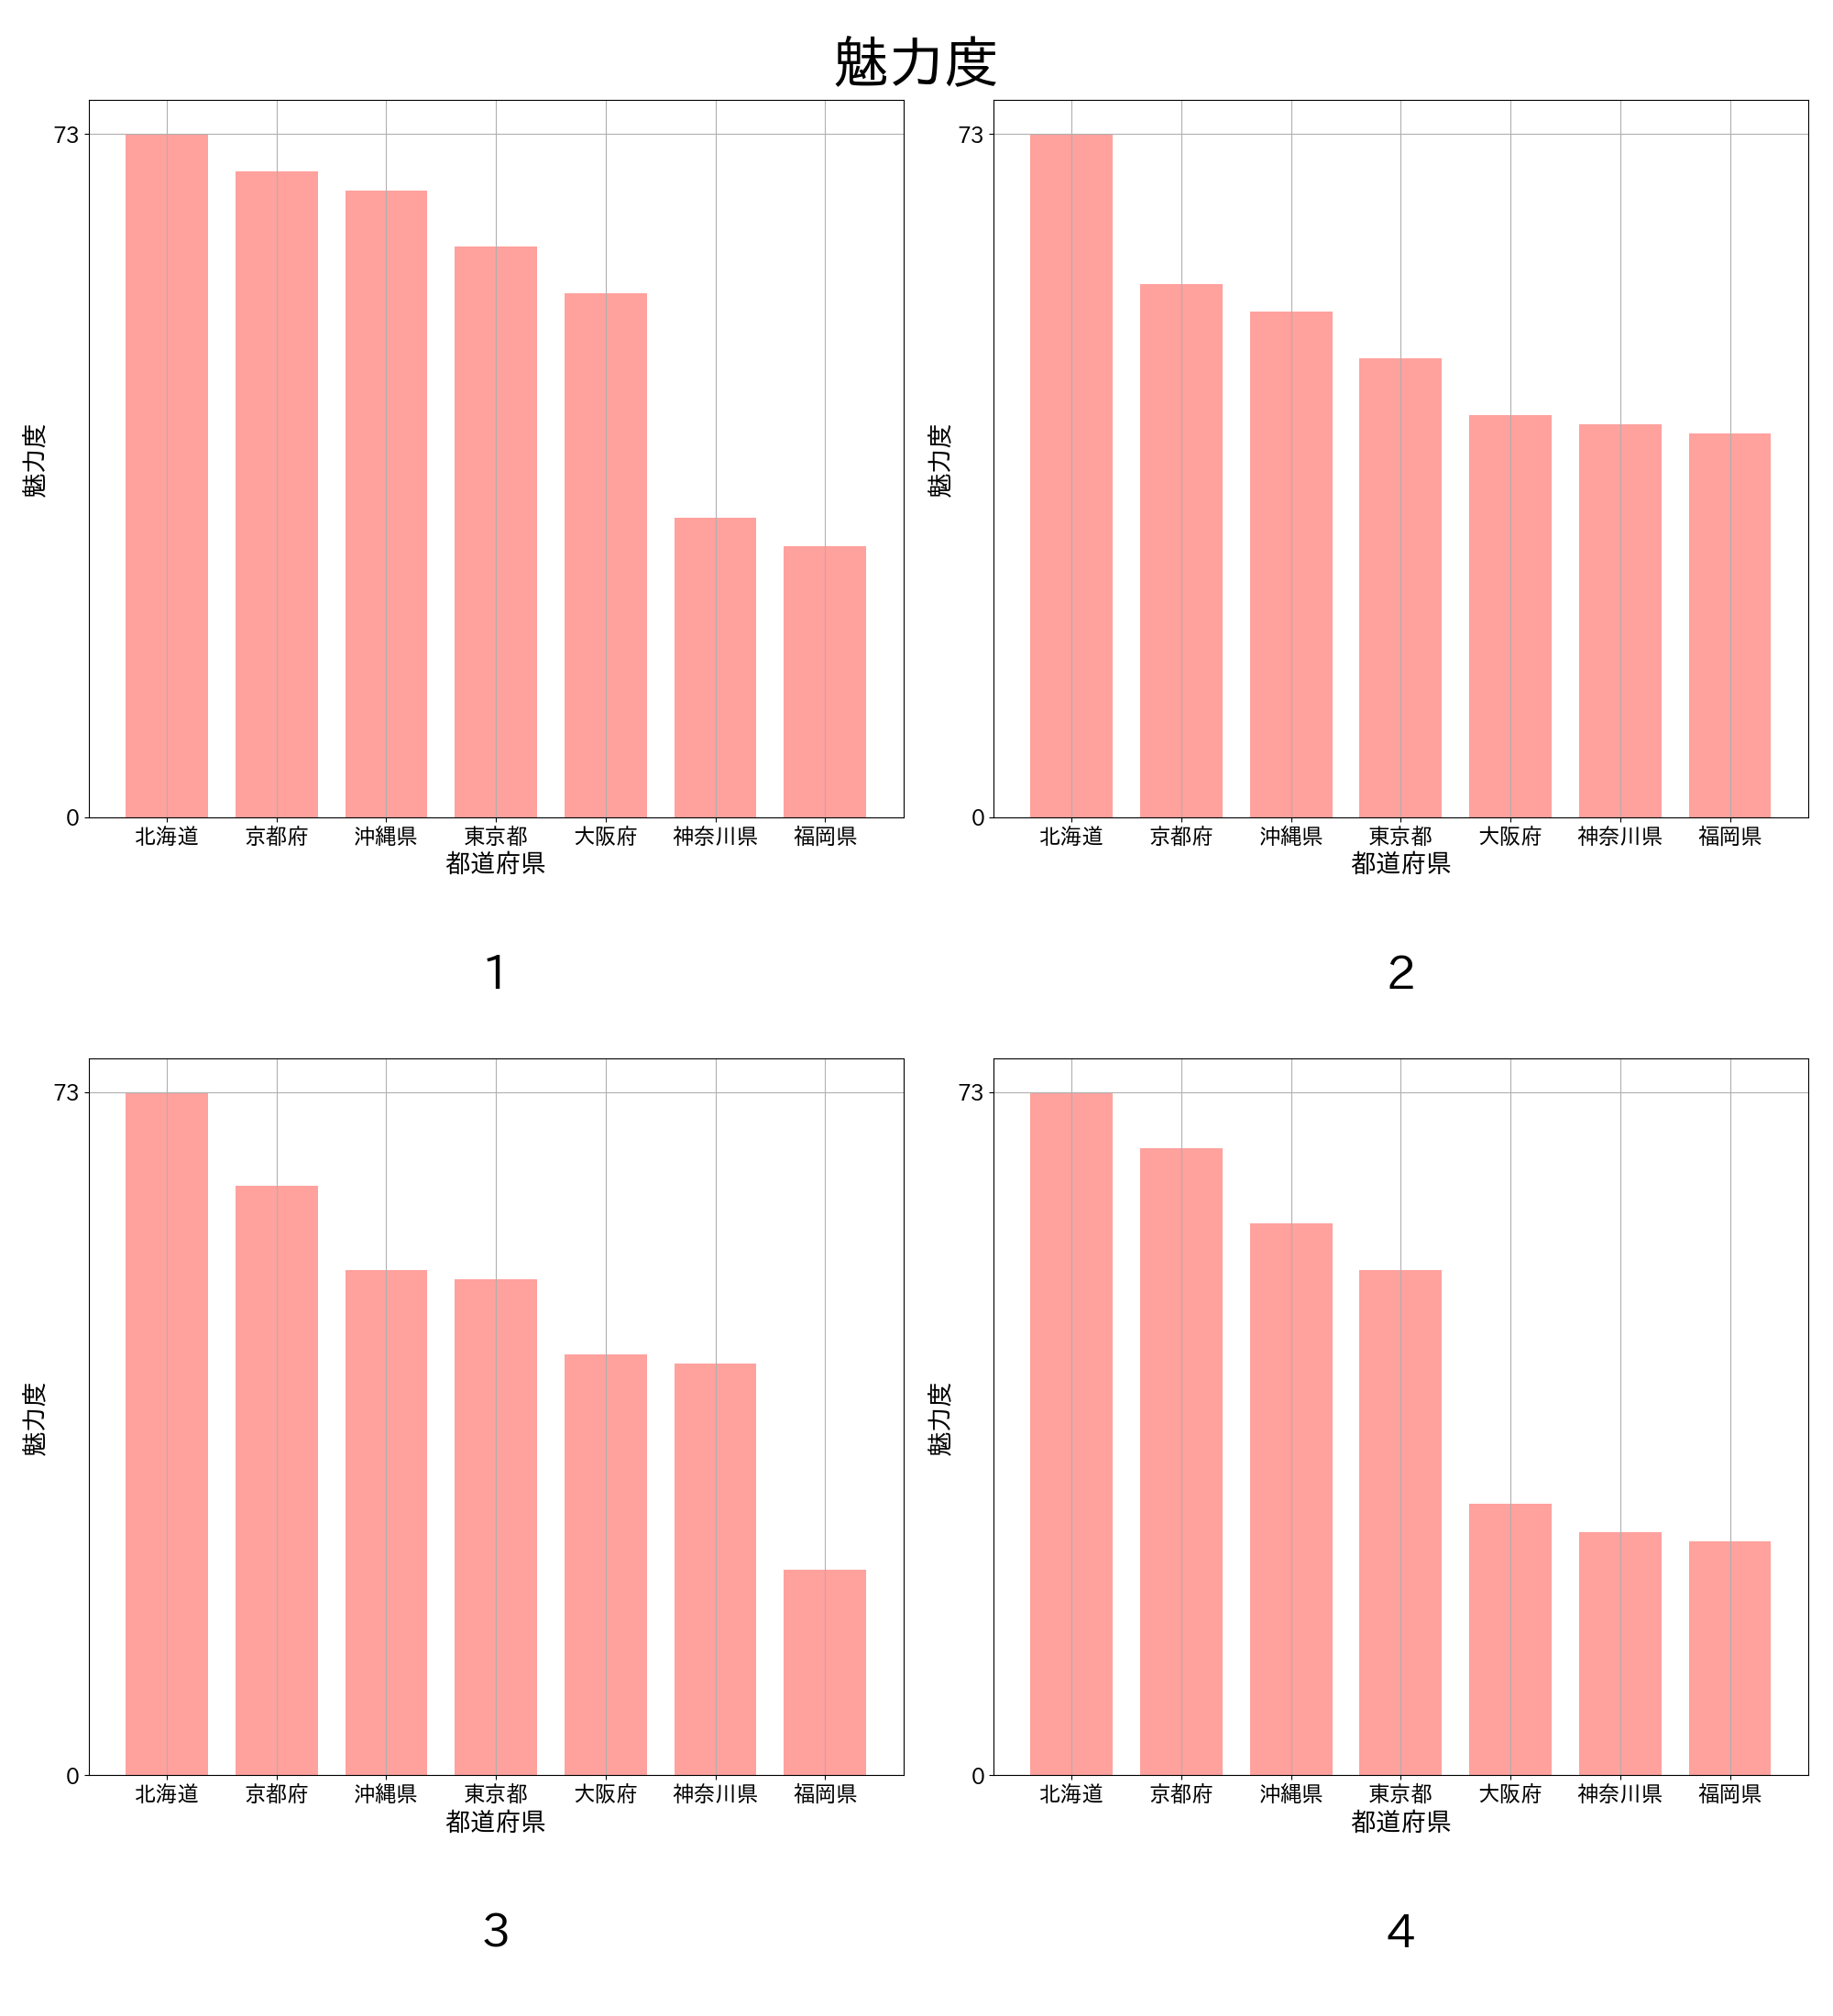 魅力度
73
0
魅力度
北海道 京都府 沖縄県 東京都 大阪府 神奈川県 福岡県
都道府県
1
73
0
魅力度
北海道 京都府 沖縄県 東京都 大阪府 神奈川県 福岡県
都道府県
2
73
0
魅力度
北海道 京都府 沖縄県 東京都 大阪府 神奈川県 福岡県
都道府県
3
73
0
魅力度
北海道 京都府 沖縄県 東京都 大阪府 神奈川県 福岡県
都道府県
4